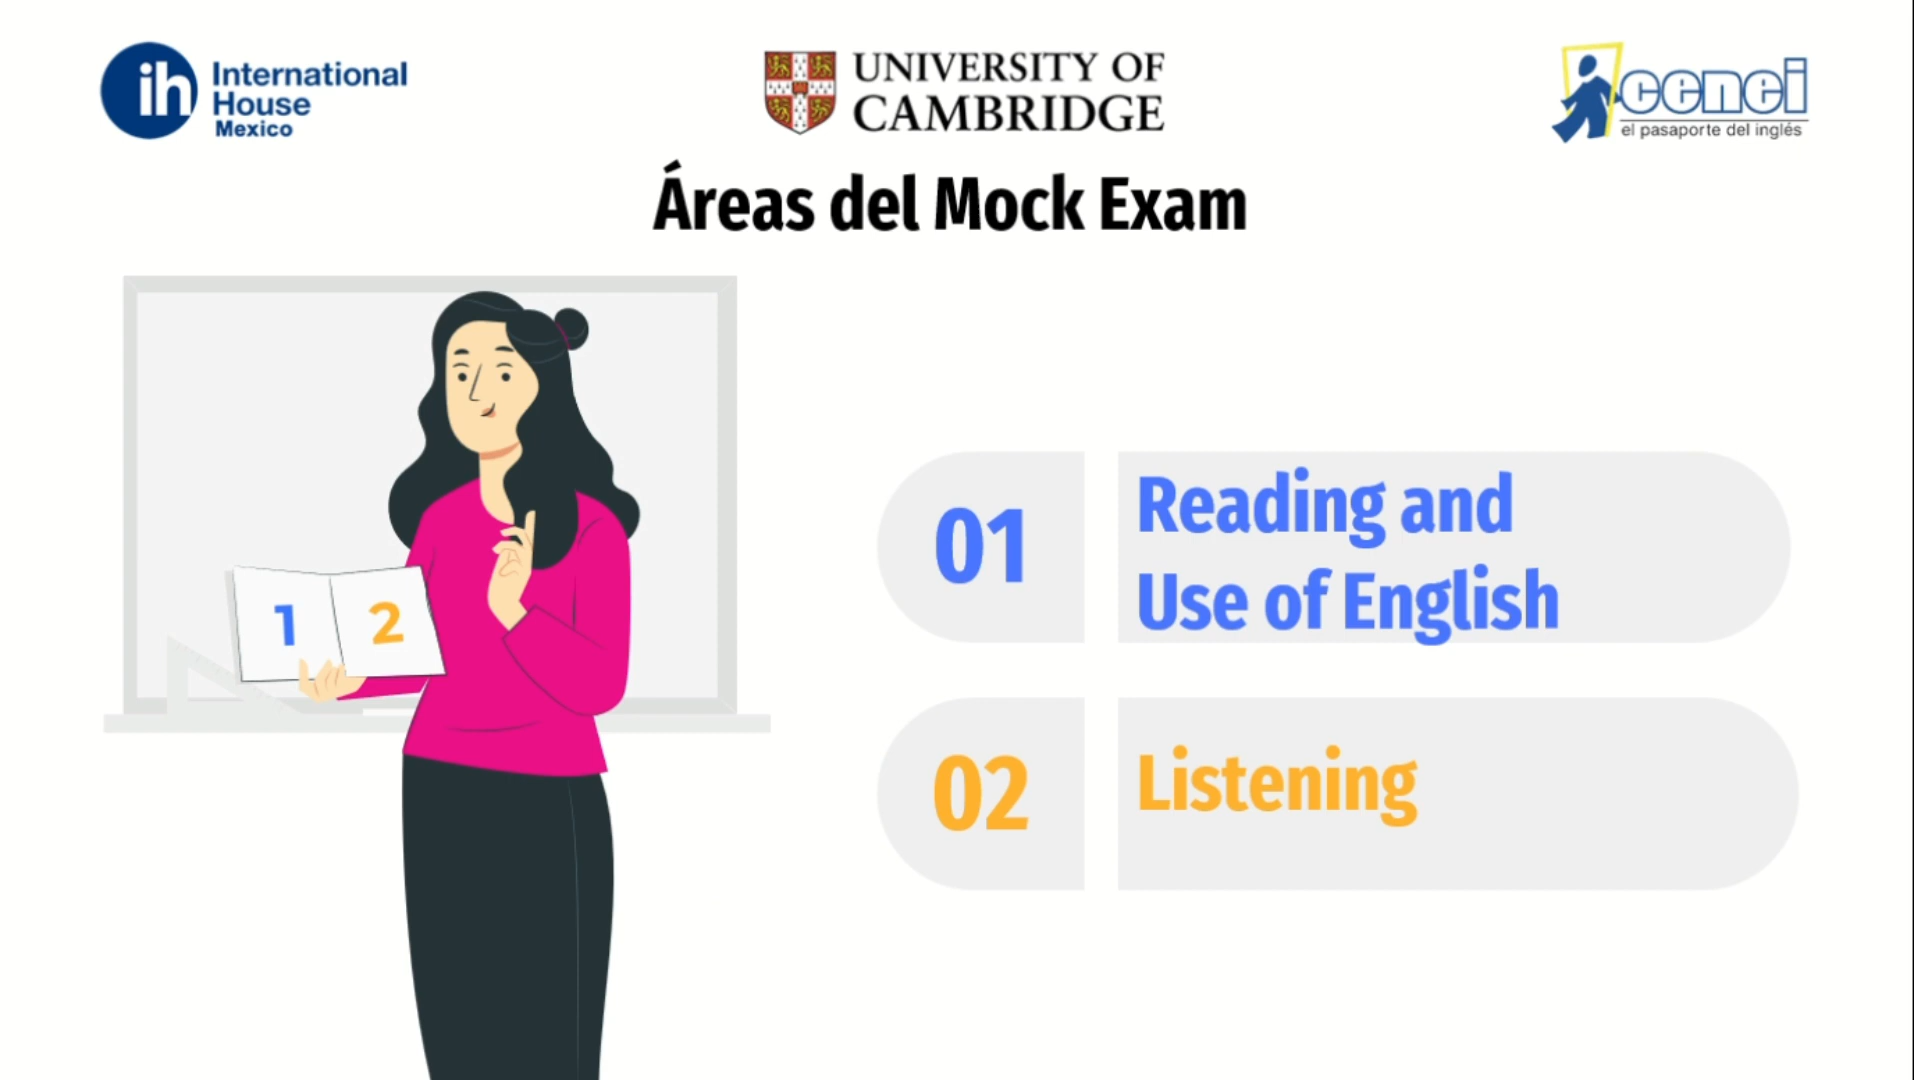 ih
International
House
Mexico
UNIVERSITY OF
CAMBRIDGE
cenei
el pasaporte del inglés
Áreas del Mock Exam
1
2
01
Reading and
Use of English
02
Listening